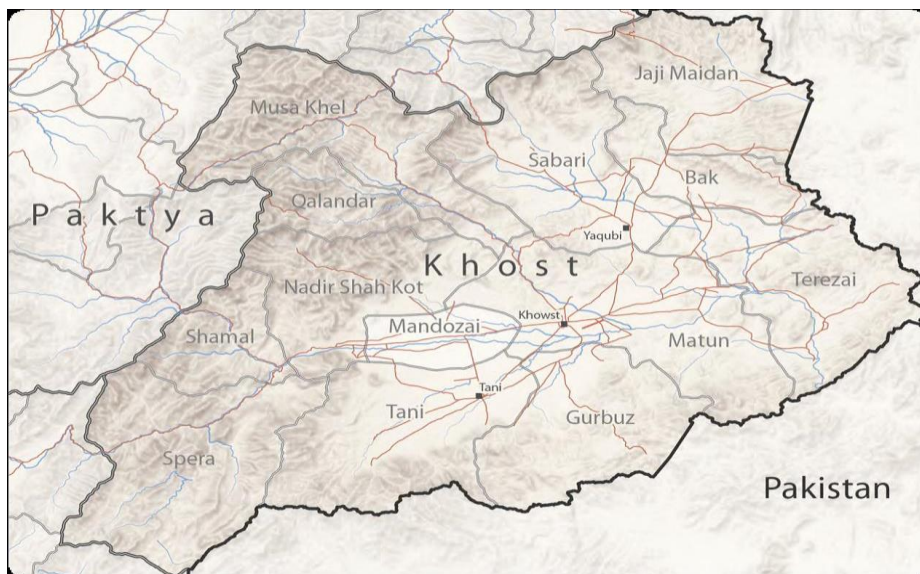 Jaji Maidan
Musa Khel
Sabari
Bak
Qalandar
Paktya
Yaqubi
Khost
Terezai
Nadir Shah Kot
Khowst
Mandozai
Shamal
Matun
Tani
Tani
Gurbuz
Spera
Pakistan